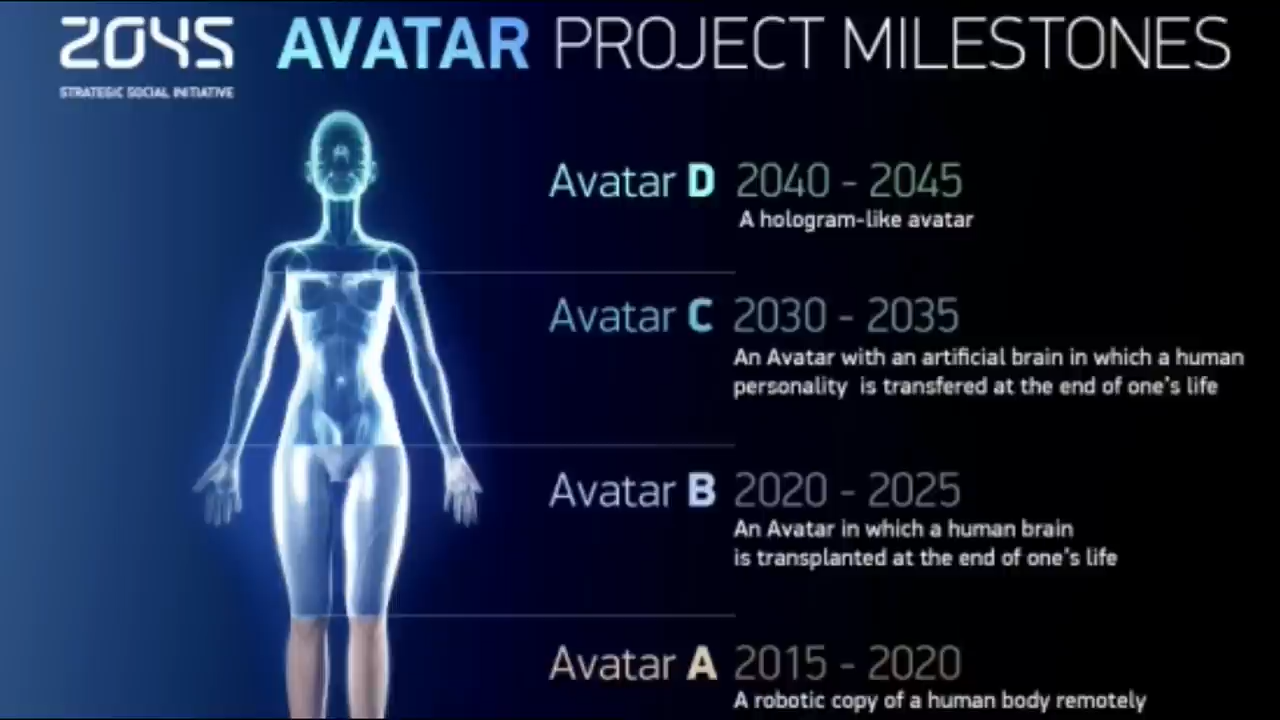 2045
STRATEGIC SOCIAL INITIATIVE
AVATAR PROJECT MILESTONES
Avatar D 2040 - 2045
A hologram-like avatar
Avatar C 2030 - 2035
An Avatar with an artificial brain in which a human
personality is transfered at the end of one's life
Avatar B 2020 - 2025
An Avatar in which a human brain
is transplanted at the end of one's life
Avatar A 2015 - 2020
A robotic copy of a human body remotely